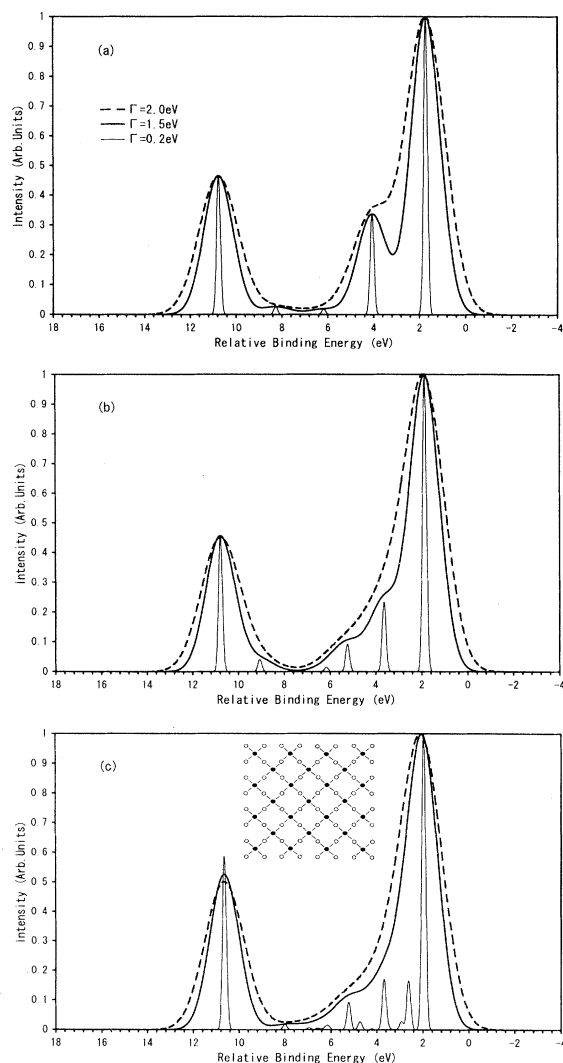 (a)
Γ=2.0eV
Γ=1.5eV
Γ=0.2eV
Intensity (Arb.Units)
1
0.9
0.8
0.7
0.6
0.5
0.4
0.3
0.2
0.1
0
18 16 14 12 10 8 6 4 2 0 -2 -4
Relative Binding Energy (eV)
(b)
intensity (Arb.Units)
1
0.9
0.8
0.7
0.6
0.5
0.4
0.3
0.2
0.1
0
18 16 14 12 10 8 6 4 2 0 -2 -4
Relative Binding Energy (eV)
(c)
intensity (Arb.Units)
1
0.9
0.8
0.7
0.6
0.5
0.4
0.3
0.2
0.1
0
18 16 14 12 10 8 6 4 2 0 -2 -4
Relative Binding Energy (eV)